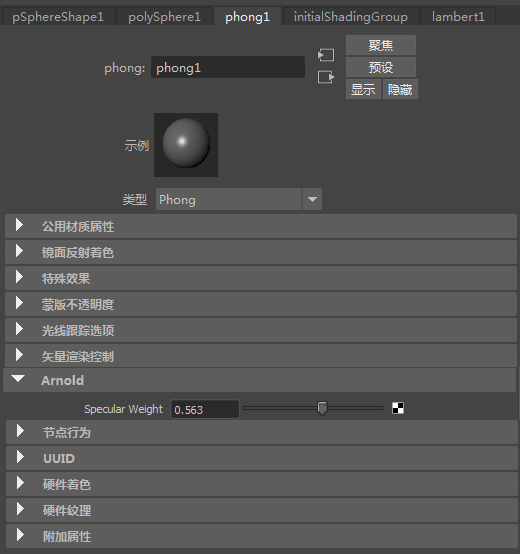 pSphereShape1 polySphere1 phong1 initialShadingGroup lambert1
phong: phong1
聚焦
预设
显示 隐藏
示例
类型 Phong
公用材质属性
镜面反射着色
特殊效果
蒙版不透明度
光线跟踪选项
矢量渲染控制
Arnold
Specular Weight 0.563
节点行为
UUID
硬件着色
硬件纹理
附加属性